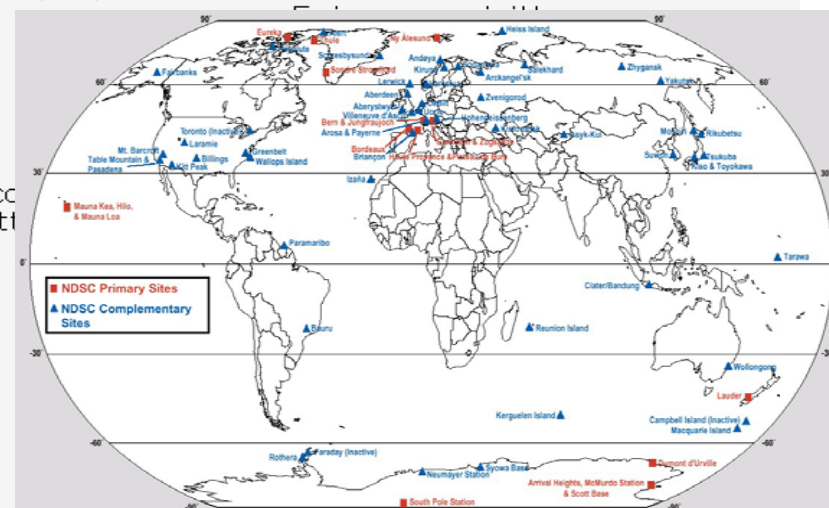 90°
90°
Eureka
Thule
Ny Alesund
Heiss Island
Scoresbysund
Andøya
Kiruna
Salekhard
Zhygansk
Fairbanks
Sondre Stromfjord
Arckangel'sk
Yakutsk
60°
60°
Lerwick
Aberdeen
Zvenigorod
Aberystwyth
Villeneuve d'Ascq
Hohenpeissenberg
Toronto (Inactive)
Bern & Jungfraujoch
Issyk-Kul
Rikubetsu
Arosa & Payerne
Laramie
Greenbelt
Bordeaux
Mt. Barcroft
Billings
Wallops Island
Briançon
Suwon
Tsukuba
Table Mountain &
Pasadena
Kitt Peak
Kiso & Toyokawa
30°
30°
Izaña
Mauna Kea, Hilo,
& Mauna Loa
Paramaribo
Tarawa
0°
0°
NDSC Primary Sites
NDSC Complementary
Sites
Ciater/Bandung
Bauru
Reunion Island
-30°
-30°
Wollongong
Lauder
Kerguelen Island
Campbell Island (Inactive)
Macquarie Island
-60°
-60°
Faraday (Inactive)
Rothera
Neumayer Station
Syowa Base
Dumont d'Urville
Arrival Heights, McMurdo Station
& Scott Base
South Pole Station